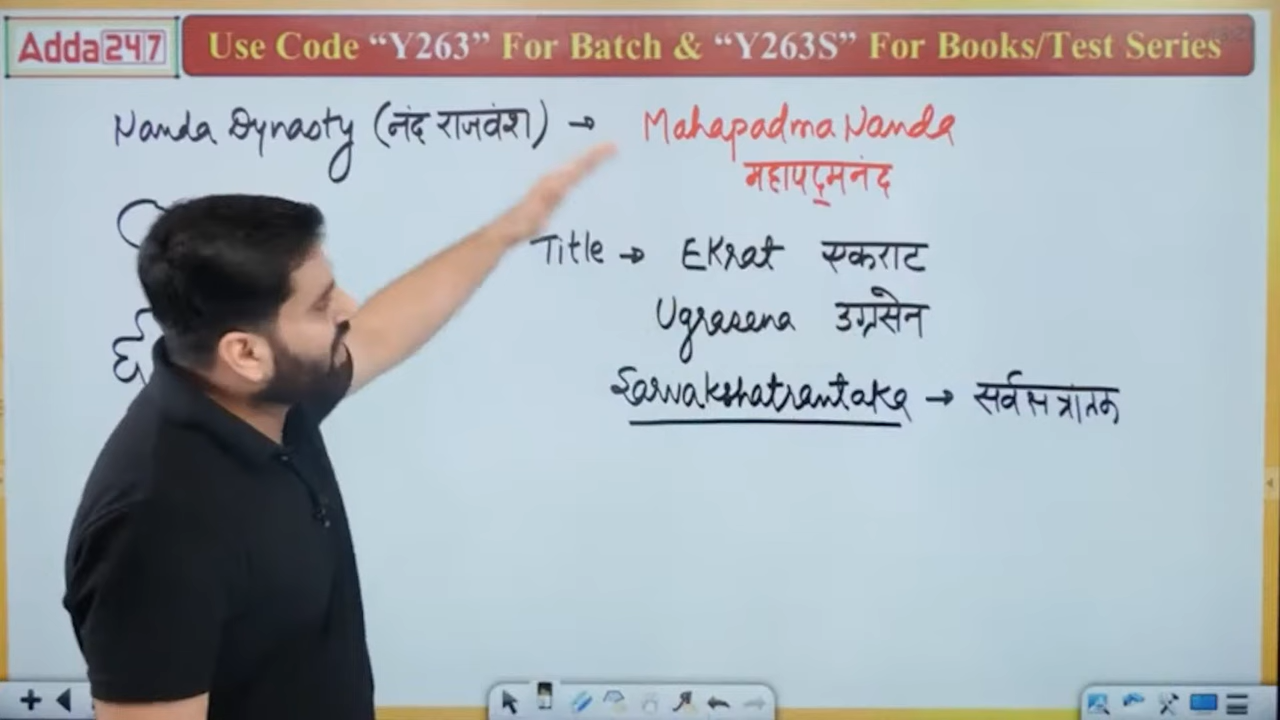 Adda247
Use Code “Y263” For Batch & “Y263S” For Books/Test Series
Nanda Dynasty (नंद राजवंश) → Mahapadma Nanda
महापद्मनंद
Title → EKrat एकराट
Ugrasena उग्रसेन
Sarvakshatrantaka → सर्वसत्रांतक